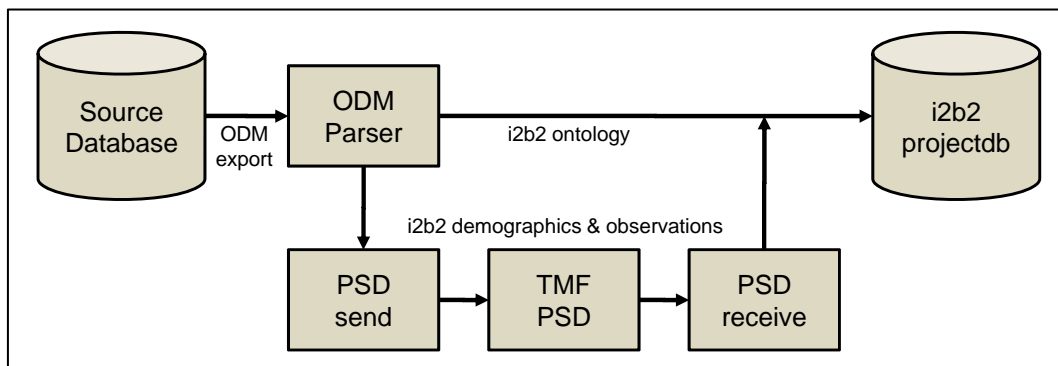 Source
Database
ODM
export
ODM
Parser
i2b2 ontology
i2b2
projectdb
i2b2 demographics & observations
PSD
send
TMF
PSD
PSD
receive